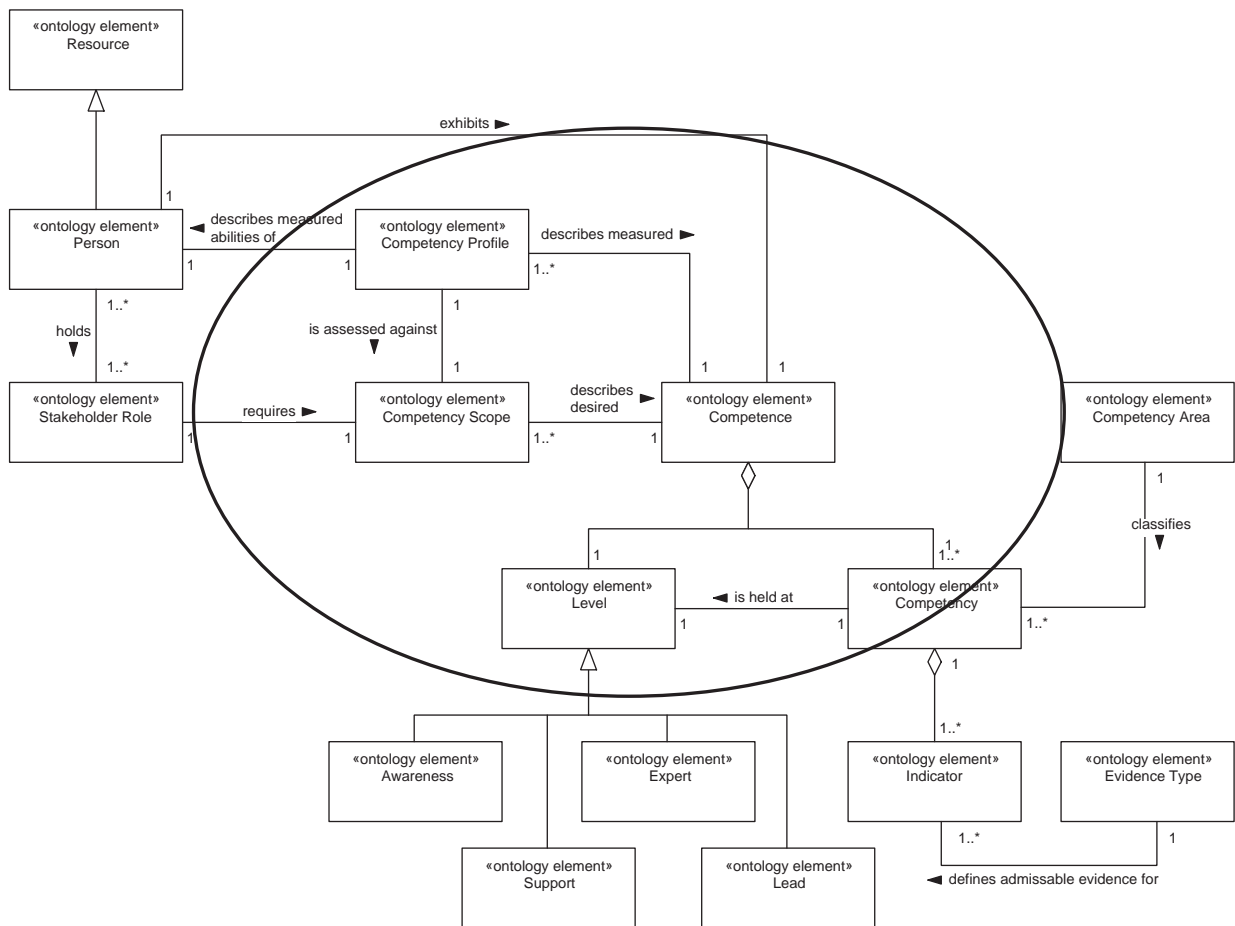 «ontology element»
Resource
exhibits
1
«ontology element»
Person
describes measured
abilities of
1
1
«ontology element»
Competency Profile
describes measured
1..*
1..*
holds
1..*
1
is assessed against
1
1
1
«ontology element»
Stakeholder Role
requires
1
1
«ontology element»
Competency Scope
describes
desired
1..*
1
«ontology element»
Competence
«ontology element»
Competency Area
1
classifies
1
1
1..*
«ontology element»
Level
is held at
1
1
«ontology element»
Competency
1..*
1
1..*
«ontology element»
Awareness
«ontology element»
Expert
«ontology element»
Indicator
«ontology element»
Evidence Type
1..*
1
«ontology element»
Support
«ontology element»
Lead
defines admissable evidence for